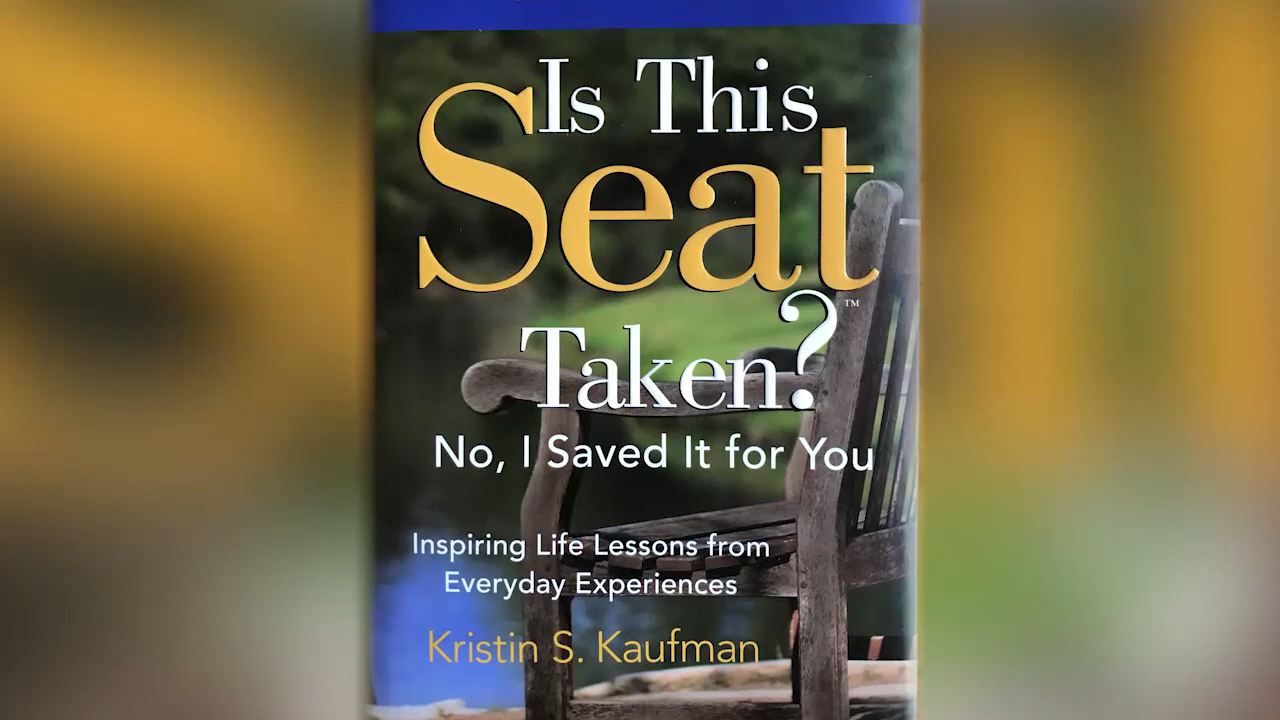 Is This
Seat
™
Taken?
No, I Saved It for You
Inspiring Life Lessons from
Everyday Experiences
Kristin S. Kaufman